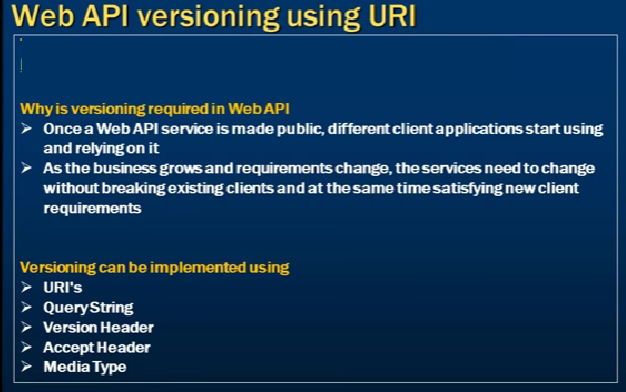 Web API versioning using URI
Why is versioning required in Web API
➢ Once a Web API service is made public, different client applications start using
and relying on it
➢ As the business grows and requirements change, the services need to change
without breaking existing clients and at the same time satisfying new client
requirements
Versioning can be implemented using
➢ URI's
➢ Query String
➢ Version Header
➢ Accept Header
➢ Media Type